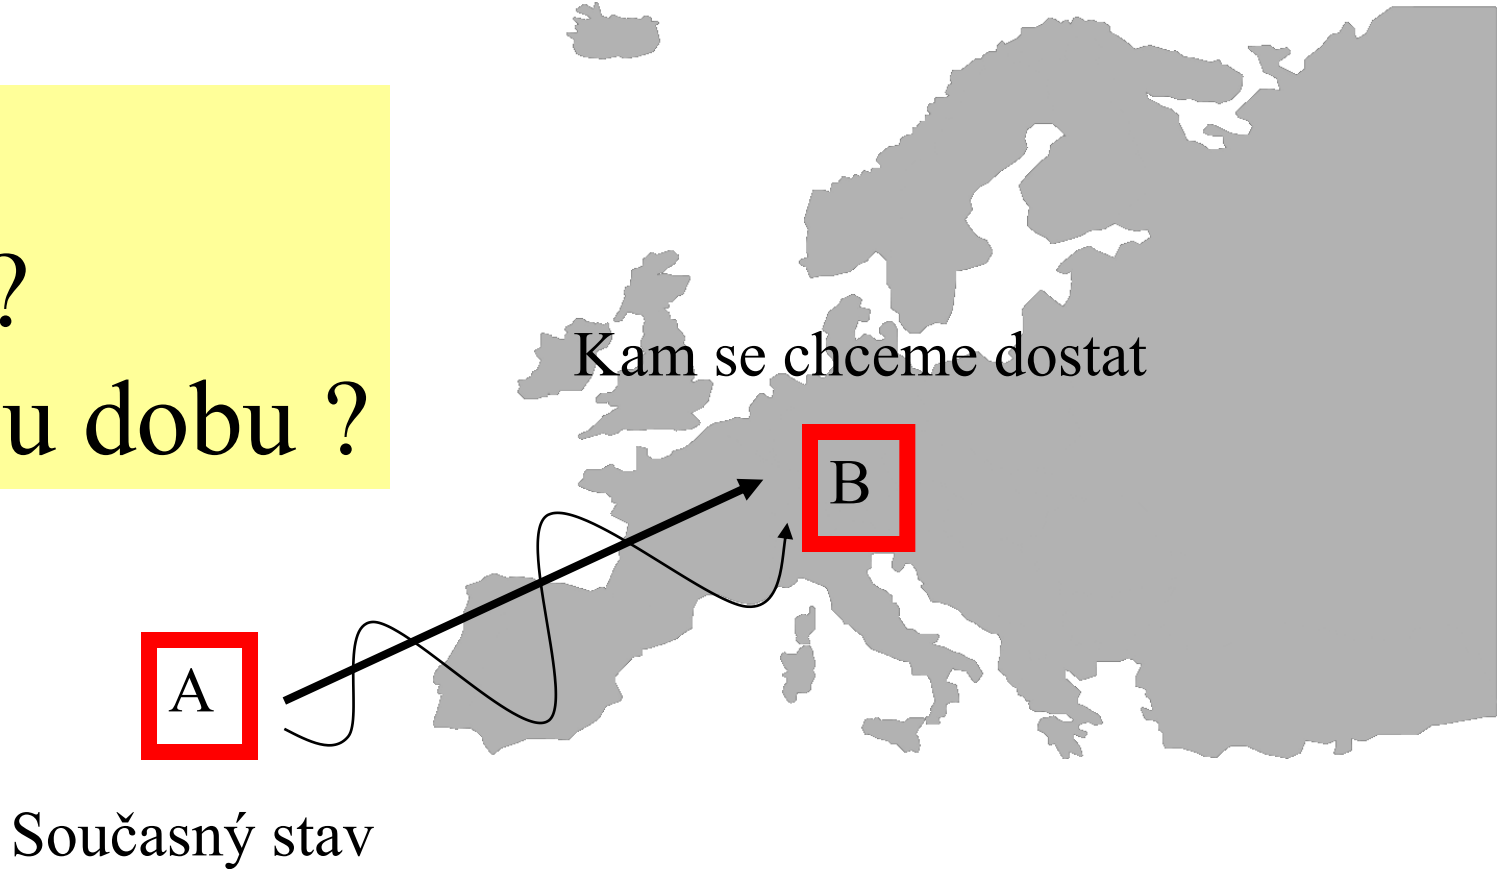 ?
u dobu ?
Kam se chceme dostat
B
A
Současný stav